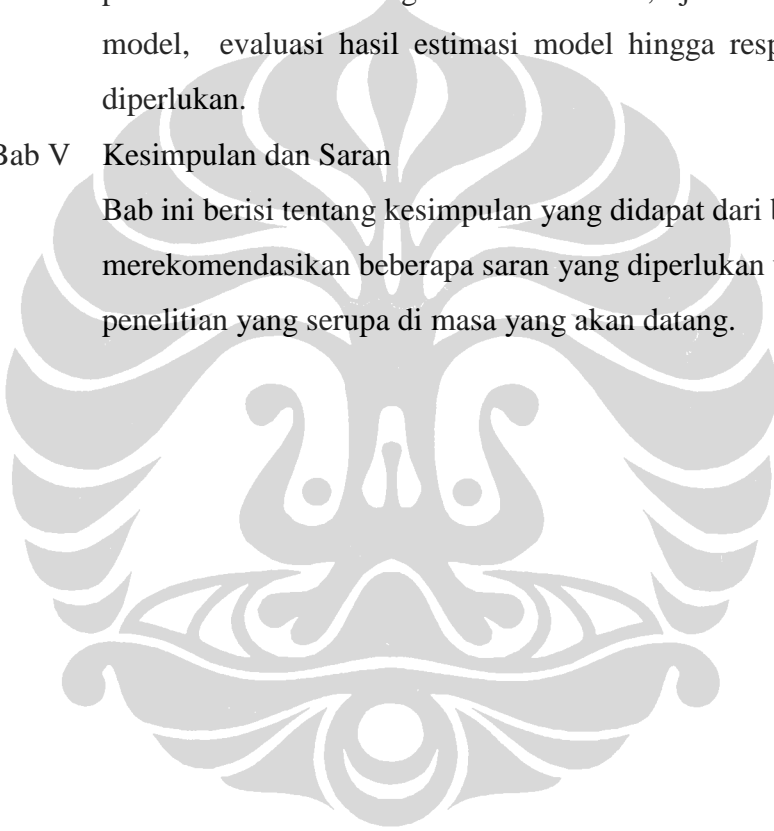 model, evaluasi hasil estimasi model hingga
diperlukan.
Bab V Kesimpulan dan Saran
Bab ini berisi tentang kesimpulan yang didapat dari
merekomendasikan beberapa saran yang diperlukan
penelitian yang serupa di masa yang akan datang.